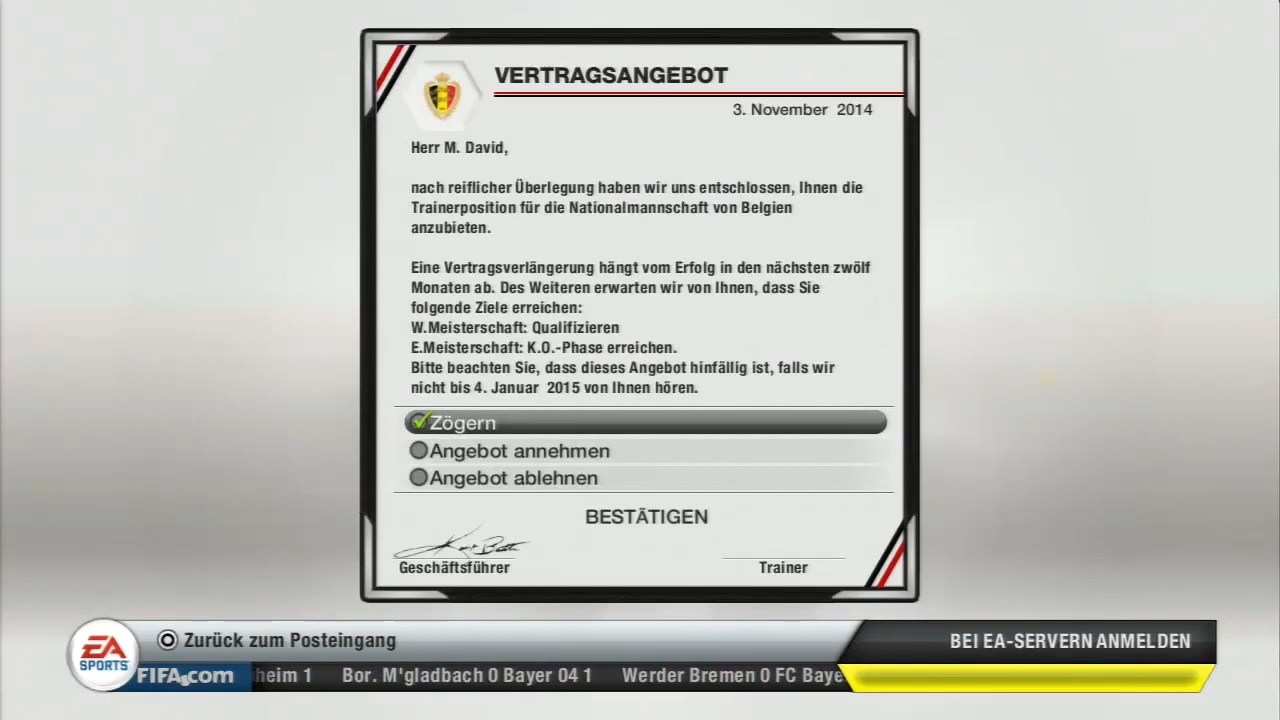 VERTRAGSANGEBOT
3. November 2014
Herr M. David,
nach reiflicher Überlegung haben wir uns entschlossen, Ihnen die
Trainerposition für die Nationalmannschaft von Belgien
anzubieten.
Eine Vertragsverlängerung hängt vom Erfolg in den nächsten zwölf
Monaten ab. Des Weiteren erwarten wir von Ihnen, dass Sie
folgende Ziele erreichen:
W.Meisterschaft: Qualifizieren
E.Meisterschaft: K.O.-Phase erreichen.
Bitte beachten Sie, dass dieses Angebot hinfällig ist, falls wir
nicht bis 4. Januar 2015 von Ihnen hören.
Zögern
Angebot annehmen
Angebot ablehnen
BESTÄTIGEN
Geschäftsführer
Trainer
EA SPORTS
Zurück zum Posteingang
BEI EA-SERVERN ANMELDEN
FIFA.com
heim 1 Bor. M'gladbach 0 Bayer 04 1 Werder Bremen 0 FC Baye